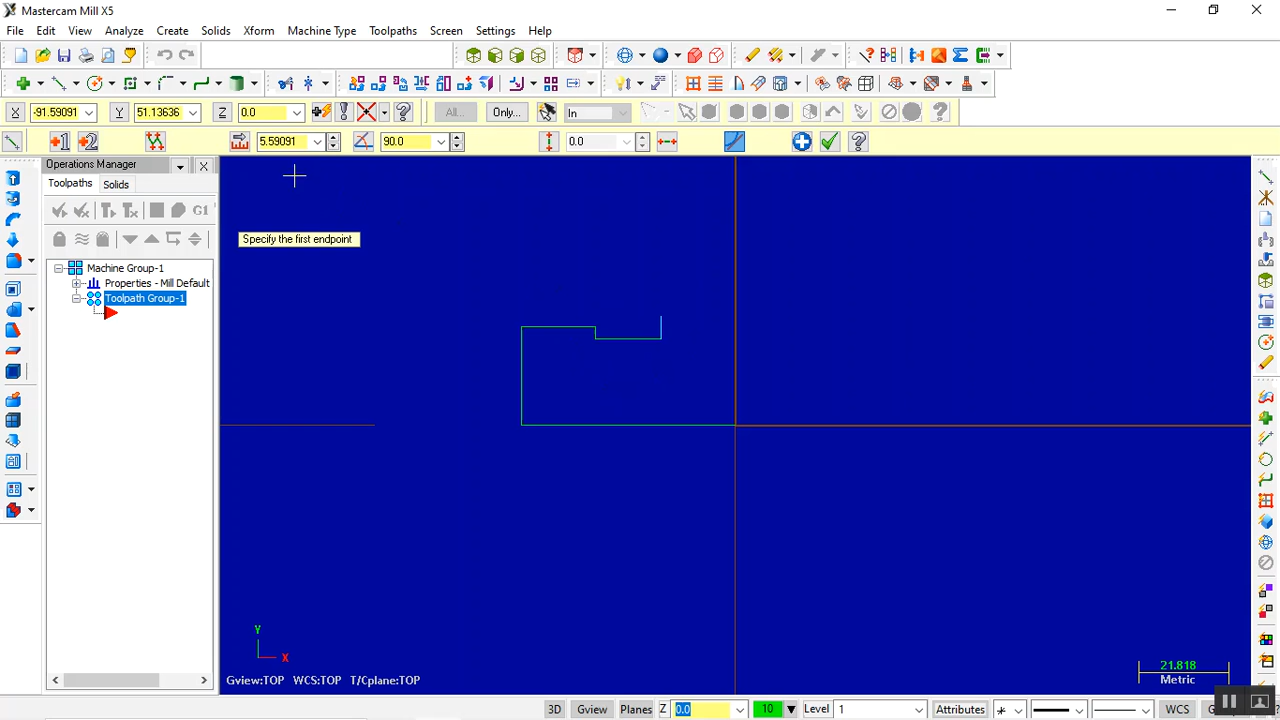 Mastercam Mill X5
File Edit View Analyze Create Solids Xform Machine Type Toolpaths Screen Settings Help
X -91.59091 Y 51.13636 Z 0.0 All... Only... In
+1 +2 5.59091 90.0 0.0
Operations Manager
Toolpaths Solids
G1
Specify the first endpoint
Machine Group-1
Properties - Mill Default
Toolpath Group-1
Y
X
21.818
Metric
Gview:TOP WCS:TOP T/Cplane:TOP
3D Gview Planes Z 0.0 10 Level 1 Attributes WCS